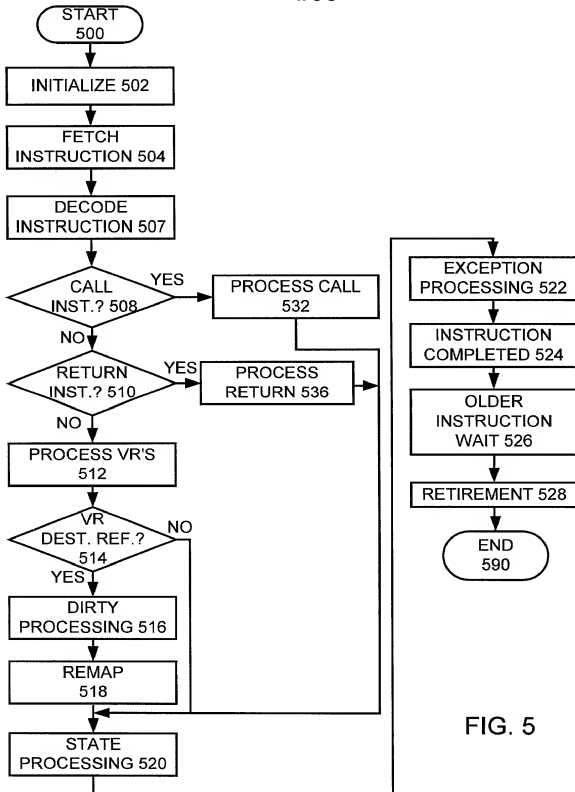 START
500
INITIALIZE 502
FETCH
INSTRUCTION 504
DECODE
INSTRUCTION 507
CALL
INST.? 508
YES
PROCESS CALL
532
NO
RETURN
INST.? 510
YES
PROCESS
RETURN 536
NO
PROCESS VR'S
512
VR
DEST. REF.?
514
NO
YES
DIRTY
PROCESSING 516
REMAP
518
STATE
PROCESSING 520
EXCEPTION
PROCESSING 522
INSTRUCTION
COMPLETED 524
OLDER
INSTRUCTION
WAIT 526
RETIREMENT 528
END
590
FIG. 5